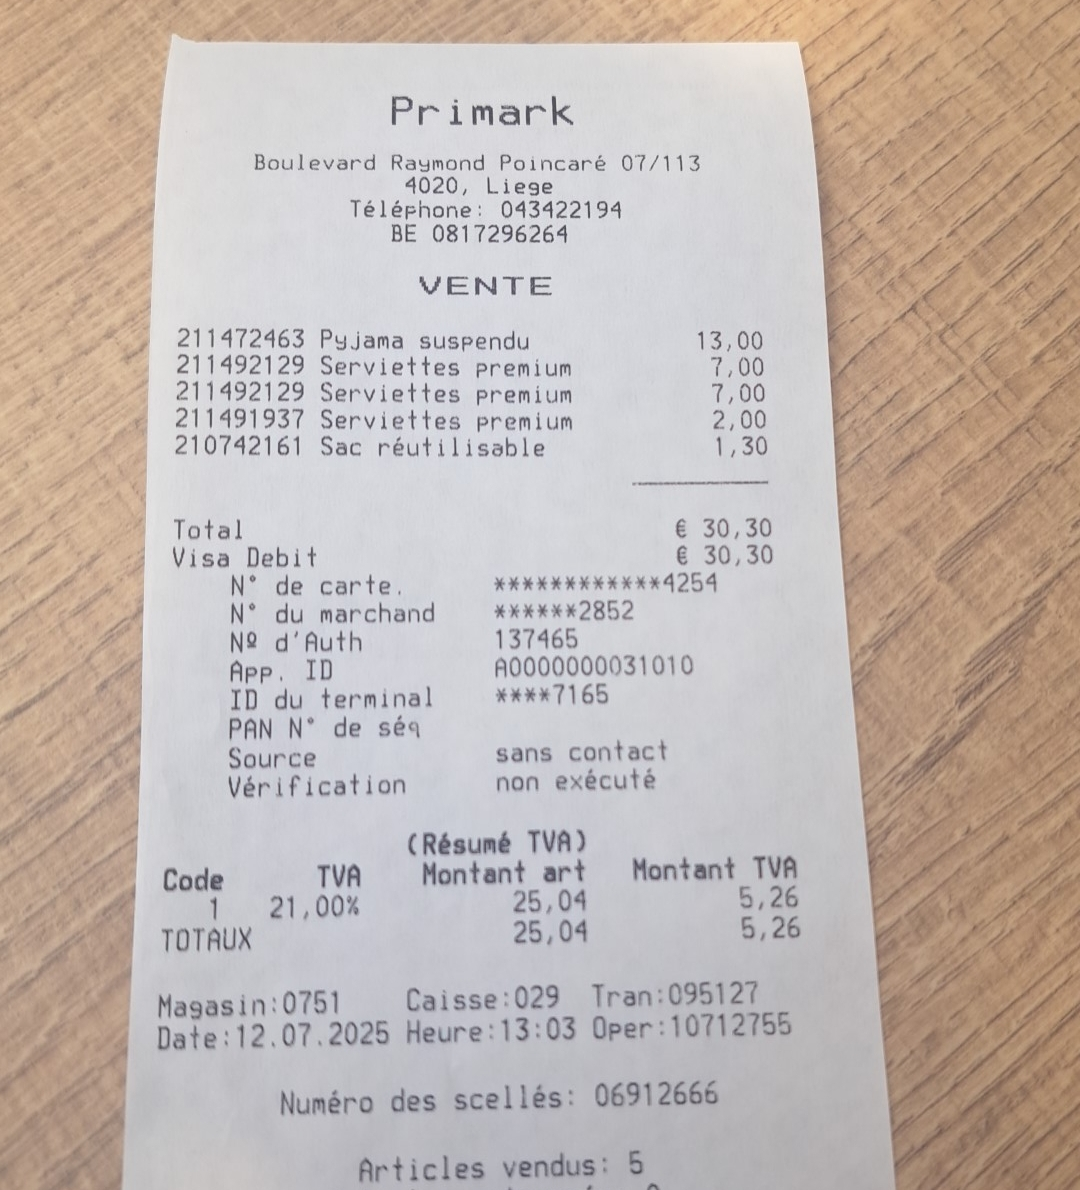 Primark
Boulevard Raymond Poincaré 07/113
4020, Liege
Téléphone: 043422194
BE 0817296264
VENTE
211472463 Pyjama suspendu 13,00
211492129 Serviettes premium 7,00
211492129 Serviettes premium 7,00
211491937 Serviettes premium 2,00
210742161 Sac réutilisable 1,30
Total € 30,30
Visa Debit € 30,30
N° de carte. ************4254
N° du marchand ******2852
Nº d'Auth 137465
App. ID A0000000031010
ID du terminal ****7165
PAN N° de séq
Source sans contact
Vérification non exécuté
(Résumé TVA)
Code TVA Montant art Montant TVA
1 21,00% 25,04 5,26
TOTAUX 25,04 5,26
Magasin:0751 Caisse:029 Tran:095127
Date:12.07.2025 Heure:13:03 Oper:10712755
Numéro des scellés: 06912666
Articles vendus: 5